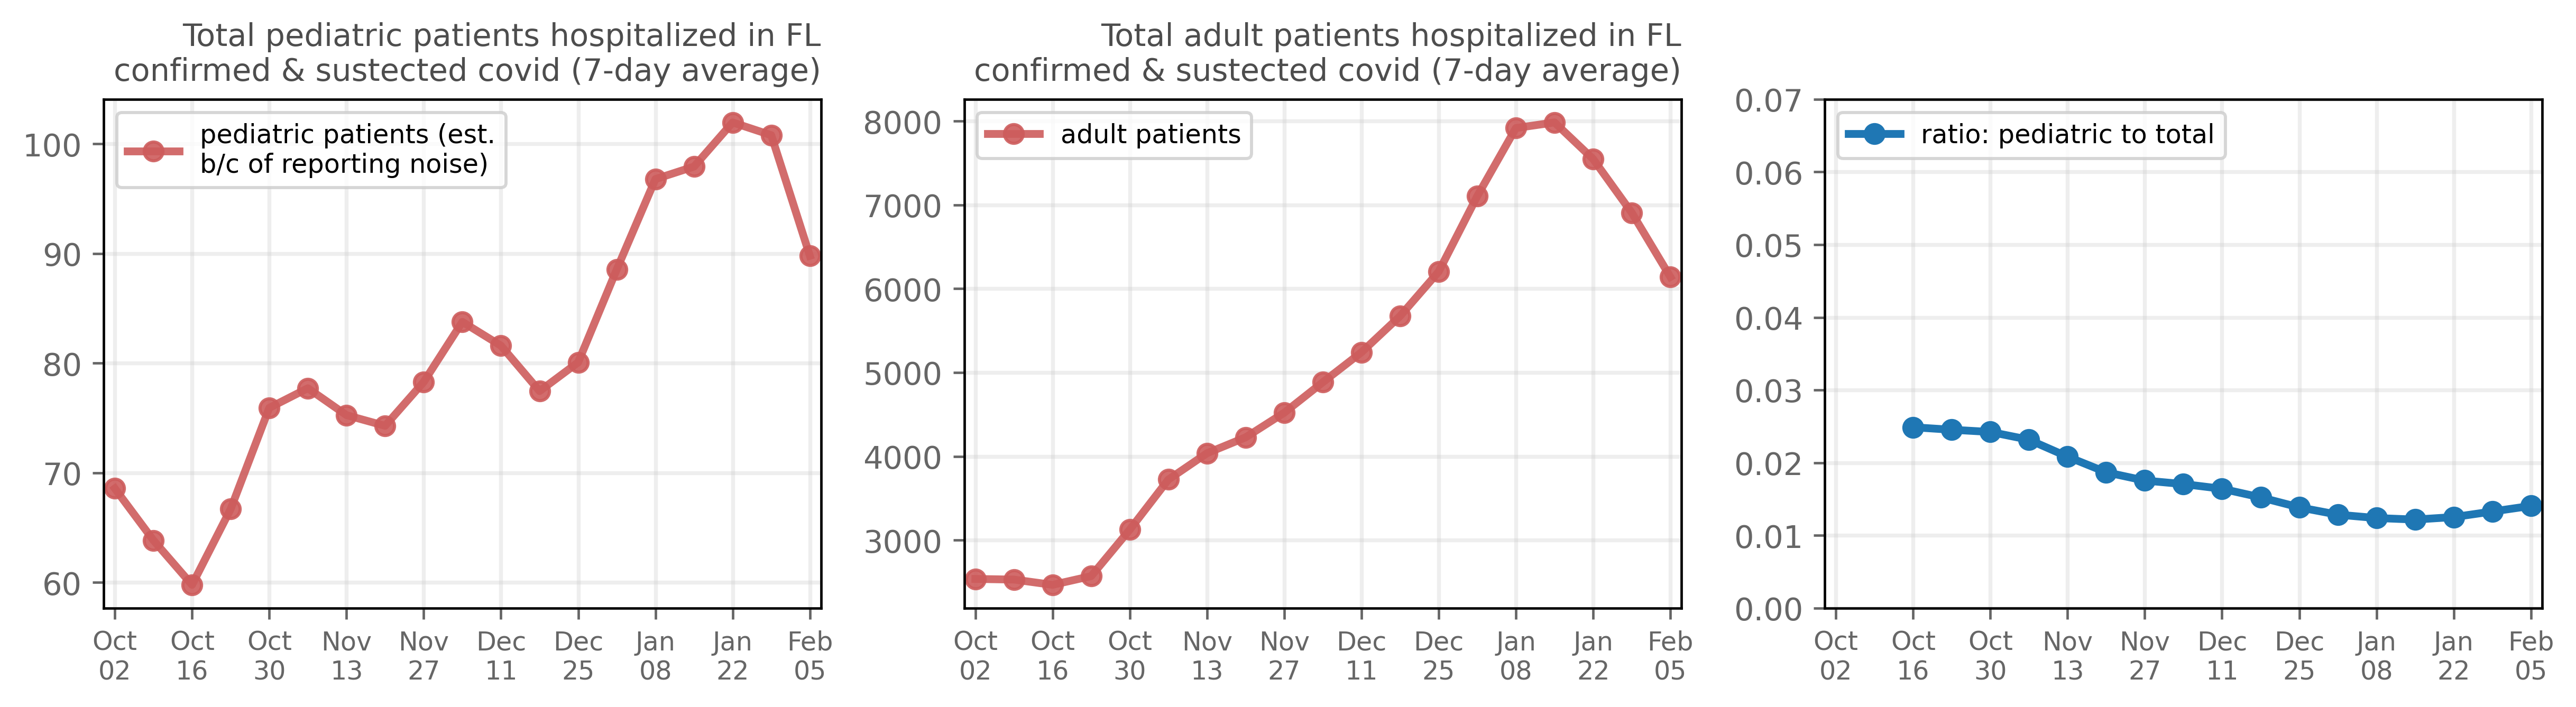 Total pediatric patients hospitalized in FL
confirmed & sustected covid (7-day average)
pediatric patients (est.
b/c of reporting noise)
100
90
80
70
60
Oct Oct Oct Nov Nov Dec Dec Jan Jan Feb
02 16 30 13 27 11 25 08 22 05
Total adult patients hospitalized in FL
confirmed & sustected covid (7-day average)
adult patients
8000
7000
6000
5000
4000
3000
Oct Oct Oct Nov Nov Dec Dec Jan Jan Feb
02 16 30 13 27 11 25 08 22 05
ratio: pediatric to total
0.07
0.06
0.05
0.04
0.03
0.02
0.01
0.00
Oct Oct Oct Nov Nov Dec Dec Jan Jan Feb
02 16 30 13 27 11 25 08 22 05